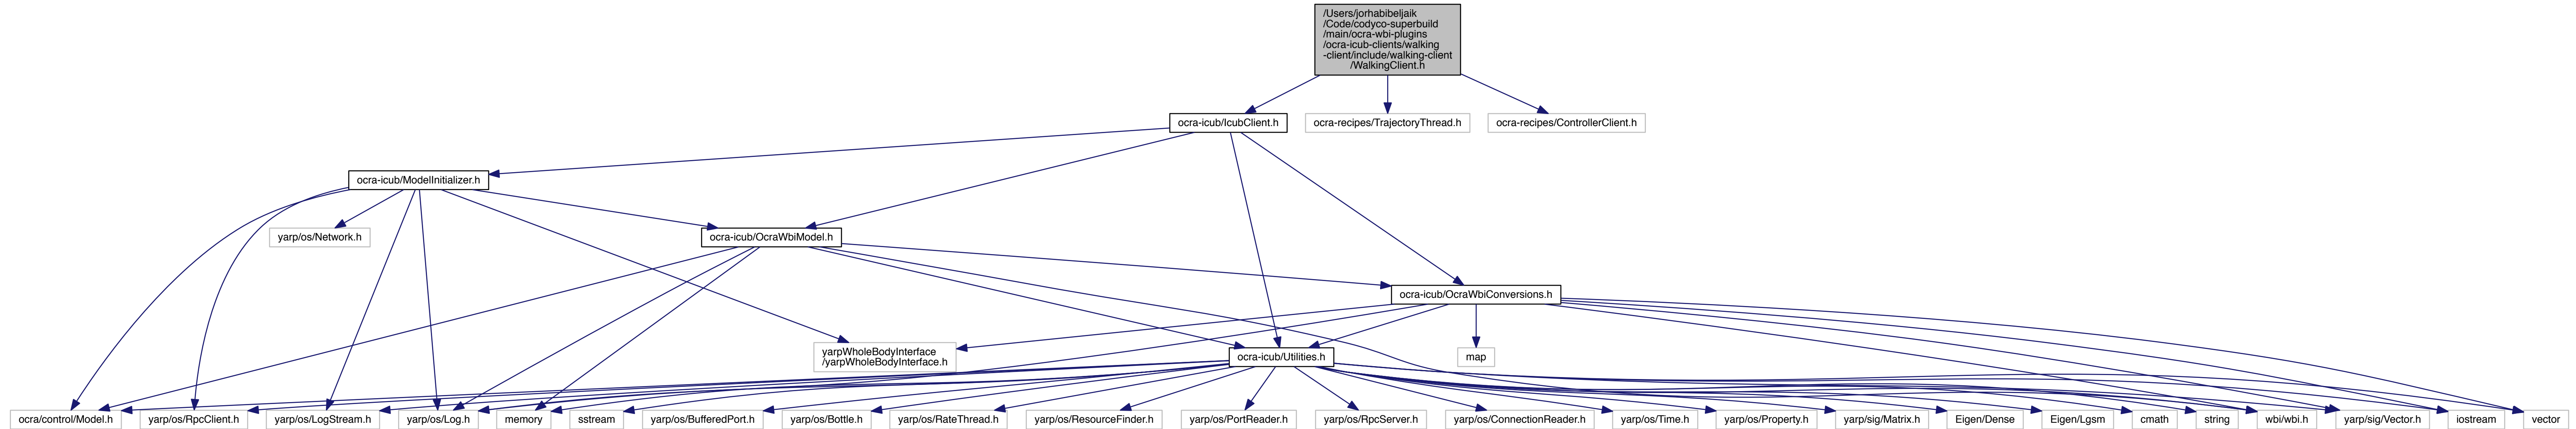 /Users/jorhabibeljaik
/Code/codyco-superbuild
/main/ocra-wbi-plugins
/ocra-icub-clients/walking
-client/include/walking-client
/WalkingClient.h
ocra-icub/IcubClient.h
ocra-recipes/TrajectoryThread.h
ocra-recipes/ControllerClient.h
ocra-icub/ModelInitializer.h
yarp/os/Network.h
ocra-icub/OcraWbiModel.h
ocra-icub/OcraWbiConversions.h
yarpWholeBodyInterface
/yarpWholeBodyInterface.h
ocra-icub/Utilities.h
map
ocra/control/Model.h
yarp/os/RpcClient.h
yarp/os/LogStream.h
yarp/os/Log.h
memory
sstream
yarp/os/BufferedPort.h
yarp/os/Bottle.h
yarp/os/RateThread.h
yarp/os/ResourceFinder.h
yarp/os/PortReader.h
yarp/os/RpcServer.h
yarp/os/ConnectionReader.h
yarp/os/Time.h
yarp/os/Property.h
yarp/sig/Matrix.h
Eigen/Dense
Eigen/Lgsm
cmath
string
wbi/wbi.h
yarp/sig/Vector.h
iostream
vector